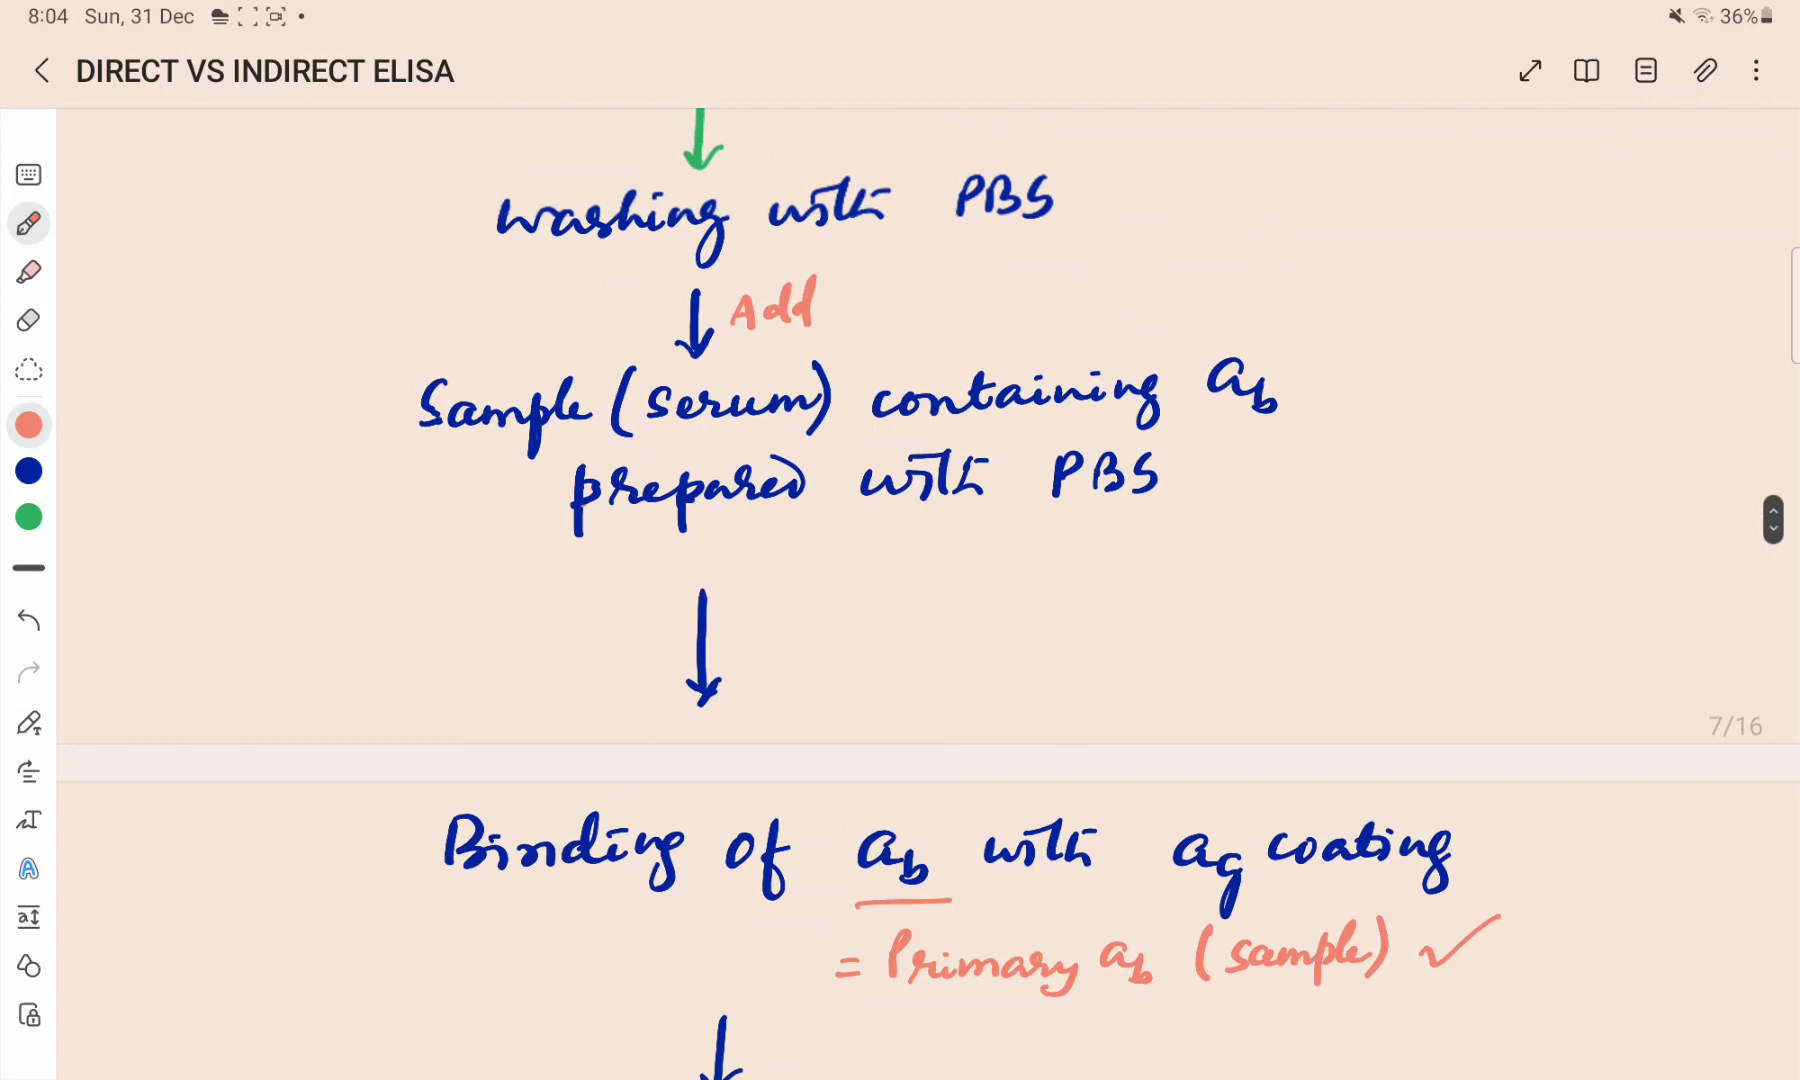 8:04 Sun, 31 Dec 36%
DIRECT VS INDIRECT ELISA
washing with PBS
Add
Sample (serum) containing ab
prepared with PBS
7/16
Binding of ab with ag coating
= Primary ab (sample) ✓